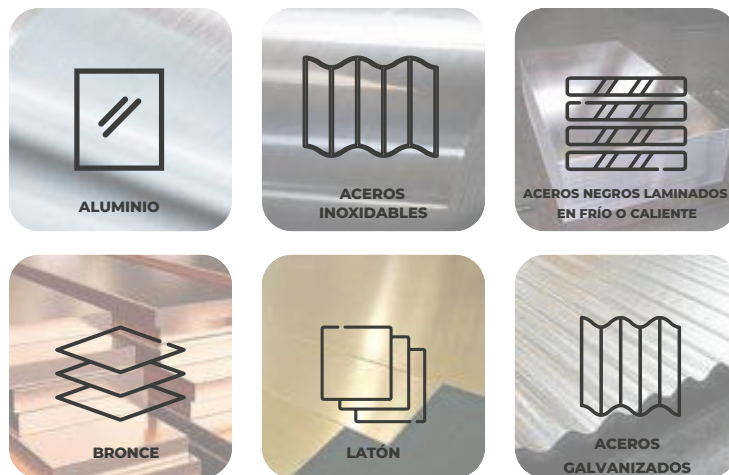 ALUMINIO
ACEROS
INOXIDABLES
ACEROS NEGROS LAMINADOS
EN FRÍO O CALIENTE
BRONCE
LATÓN
ACEROS
GALVANIZADOS